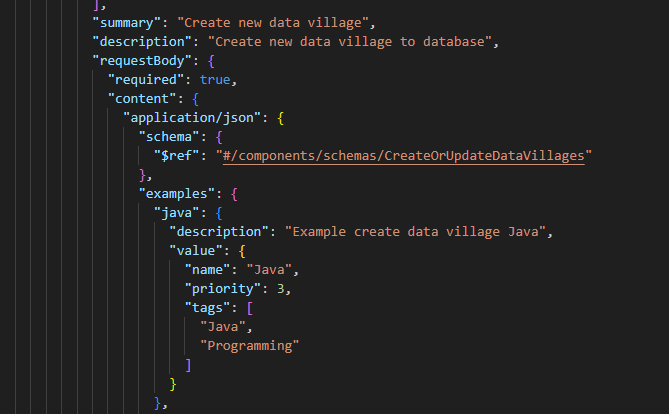 ],
"summary": "Create new data village",
"description": "Create new data village to database",
"requestBody": {
"required": true,
"content": {
"application/json": {
"schema": {
"$ref": "#/components/schemas/CreateOrUpdateDataVillages"
},
"examples": {
"java": {
"description": "Example create data village Java",
"value": {
"name": "Java",
"priority": 3,
"tags": [
"Java",
"Programming"
]
}
},